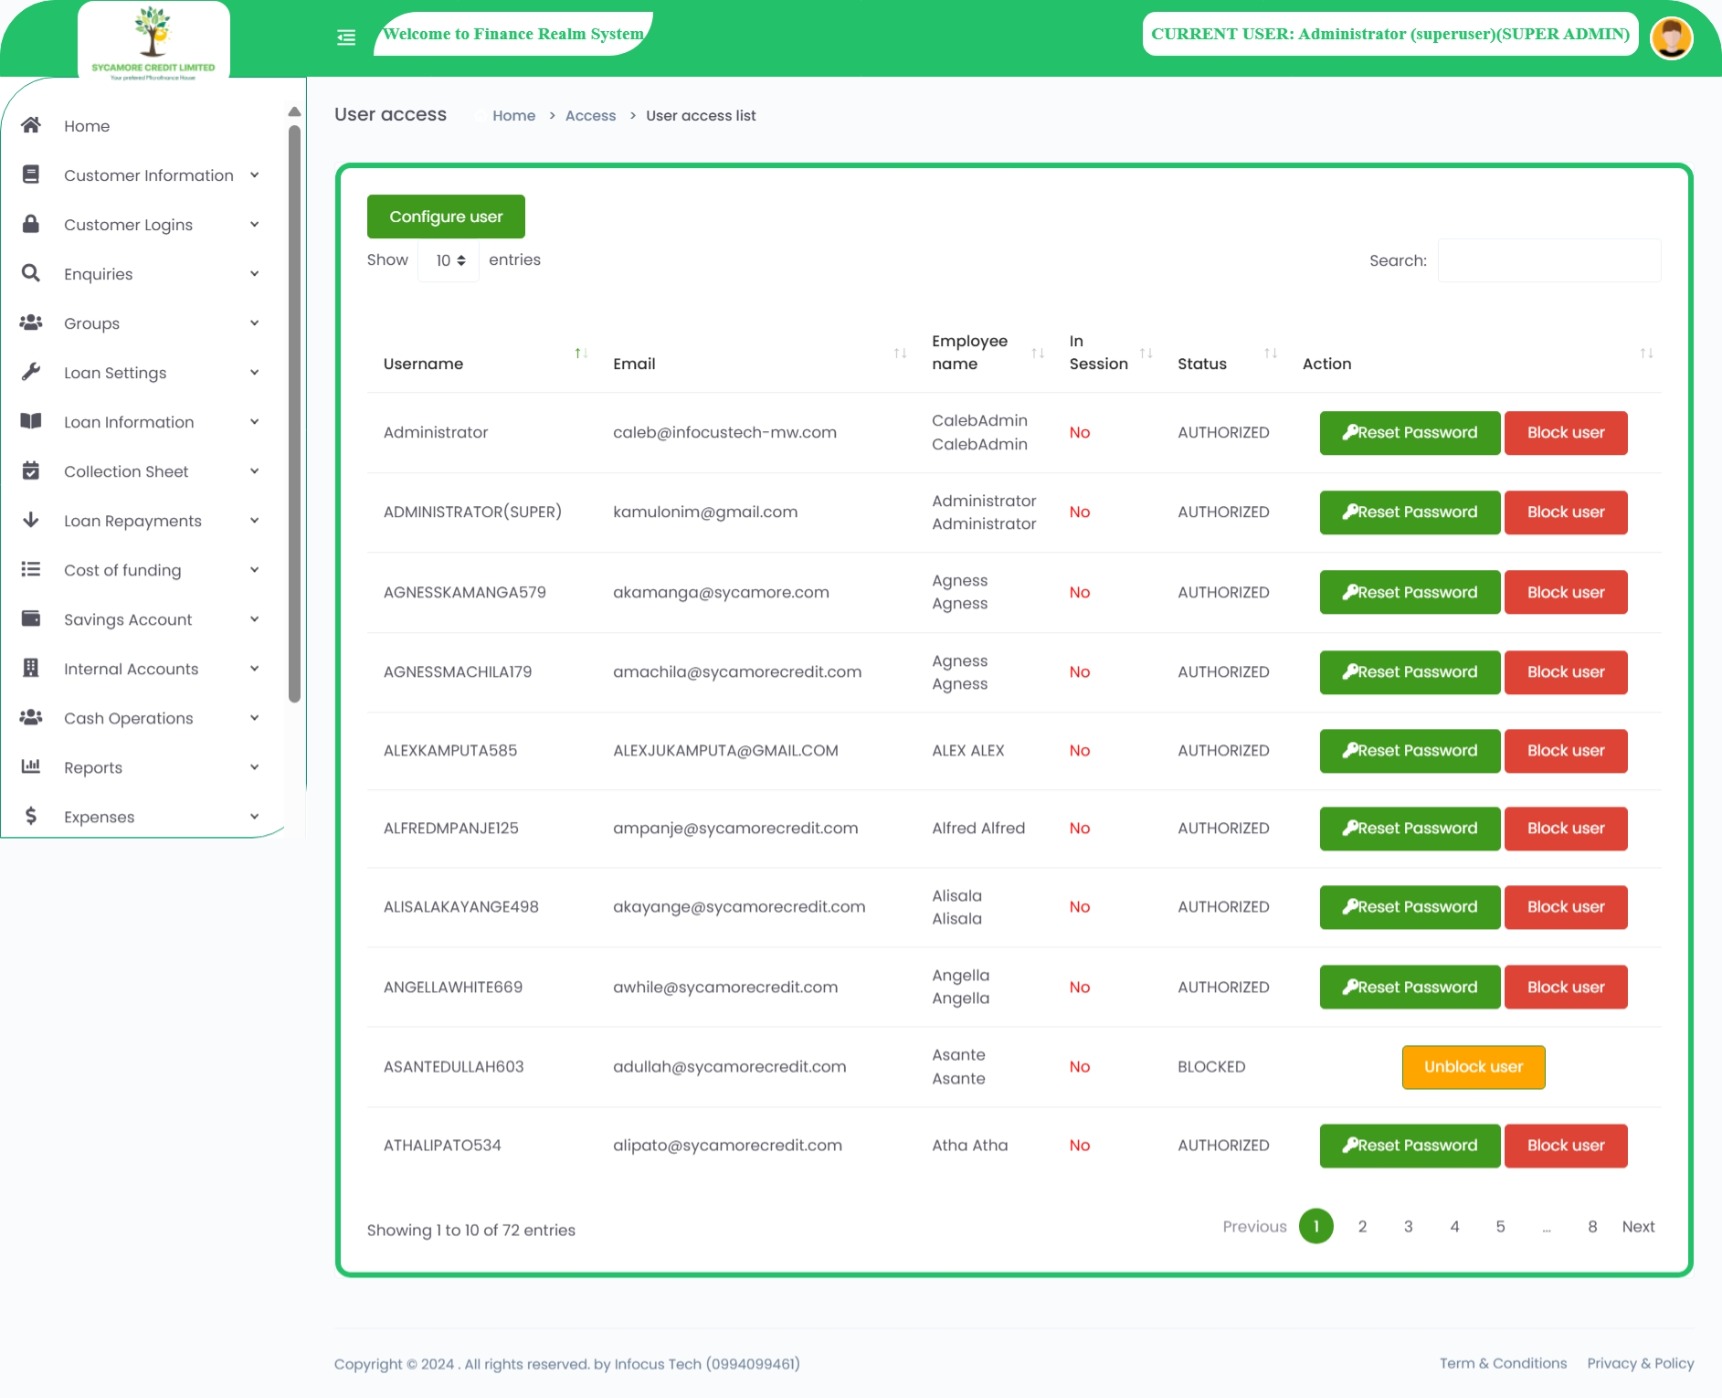 SYCAMORE CREDIT LIMITED
Your preferred Microfinance House
Welcome to Finance Realm System
CURRENT USER: Administrator (superuser)(SUPER ADMIN)
Home
Customer Information
Customer Logins
Enquiries
Groups
Loan Settings
Loan Information
Collection Sheet
Loan Repayments
Cost of funding
Savings Account
Internal Accounts
Cash Operations
Reports
Expenses
User access
Home > Access > User access list
Configure user
Show 10 entries
Search:
Username Email Employee name In Session Status Action
Administrator caleb@infocustech-mw.com CalebAdmin CalebAdmin No AUTHORIZED Reset Password Block user
ADMINISTRATOR(SUPER) kamulonim@gmail.com Administrator Administrator No AUTHORIZED Reset Password Block user
AGNESSKAMANGA579 akamanga@sycamore.com Agness Agness No AUTHORIZED Reset Password Block user
AGNESSMACHILA179 amachila@sycamorecredit.com Agness Agness No AUTHORIZED Reset Password Block user
ALEXKAMPUTA585 ALEXJUKAMPUTA@GMAIL.COM ALEX ALEX No AUTHORIZED Reset Password Block user
ALFREDMPANJE125 ampanje@sycamorecredit.com Alfred Alfred No AUTHORIZED Reset Password Block user
ALISALAKAYANGE498 akayange@sycamorecredit.com Alisala Alisala No AUTHORIZED Reset Password Block user
ANGELLAWHITE669 awhile@sycamorecredit.com Angella Angella No AUTHORIZED Reset Password Block user
ASANTEDULLAH603 adullah@sycamorecredit.com Asante Asante No BLOCKED Unblock user
ATHALIPATO534 alipato@sycamorecredit.com Atha Atha No AUTHORIZED Reset Password Block user
Showing 1 to 10 of 72 entries
Previous 1 2 3 4 5 … 8 Next
Copyright © 2024 . All rights reserved. by Infocus Tech (0994099461)
Term & Conditions Privacy & Policy